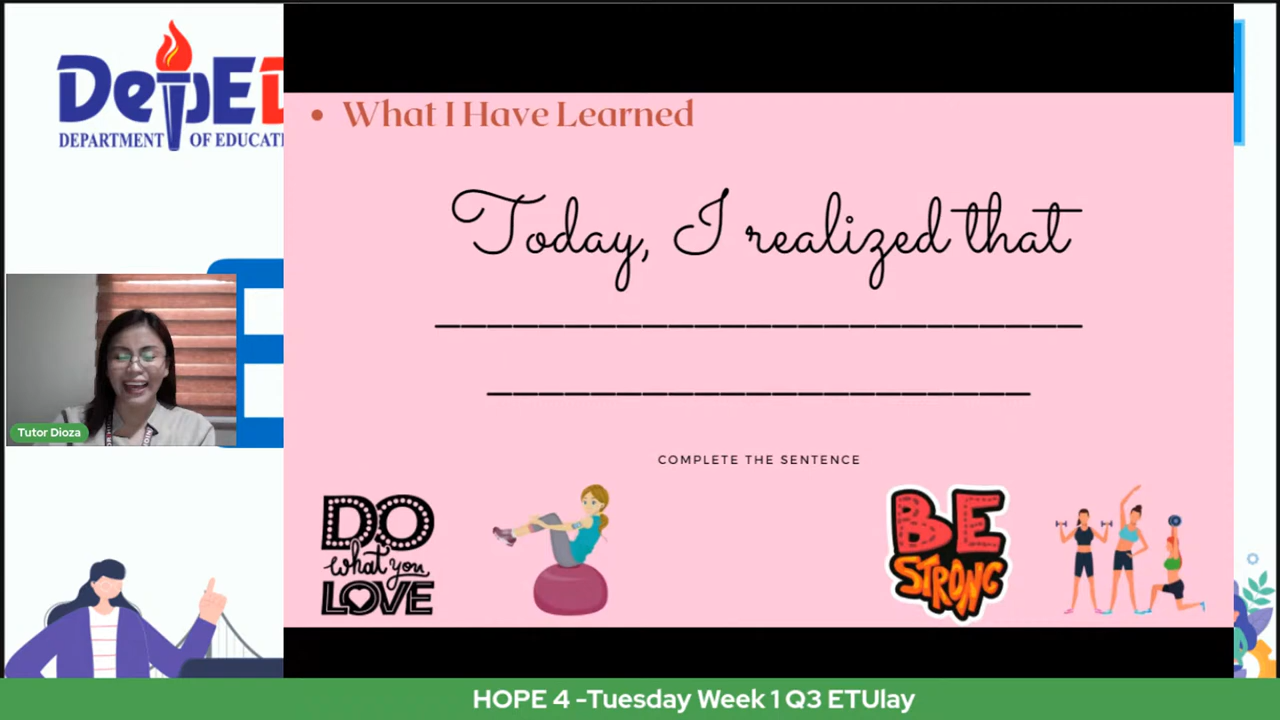 DepED
DEPARTMENT OF EDUCATI
• What I Have Learned
Today, I realized that
COMPLETE THE SENTENCE
DO
what you
LOVE
BE
STRONG
Tutor Dioza
HOPE 4 -Tuesday Week 1 Q3 ETUlay